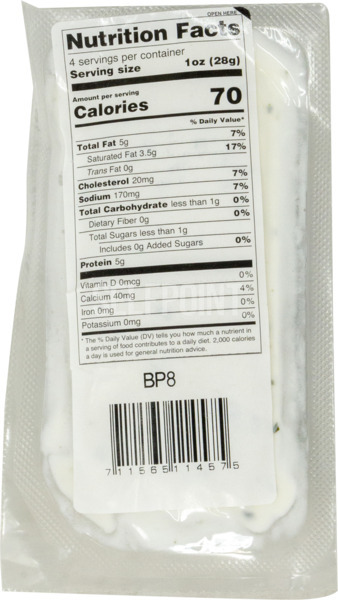 OPEN HERE
Nutrition Facts
4 servings per container
Serving size 1oz (28g)
Amount per serving
Calories 70
% Daily Value*
Total Fat 5g 7%
Saturated Fat 3.5g 17%
Trans Fat 0g
Cholesterol 20mg 7%
Sodium 170mg 7%
Total Carbohydrate less than 1g 0%
Dietary Fiber 0g 0%
Total Sugars less than 1g
Includes 0g Added Sugars 0%
Protein 5g
Vitamin D 0mcg 0%
Calcium 40mg 4%
Iron 0mg 0%
Potassium 0mg 0%
* The % Daily Value (DV) tells you how much a nutrient in
a serving of food contributes to a daily diet. 2,000 calories
a day is used for general nutrition advice.
BP8
7 11565 11457 5